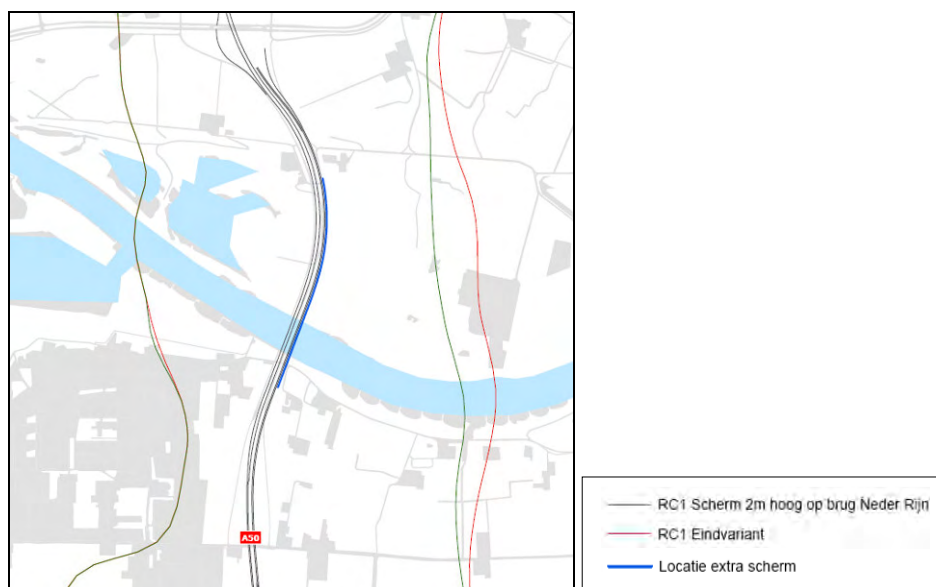 A50
RC1 Scherm 2m hoog op brug Neder Rijn
RC1 Eindvariant
Locatie extra scherm